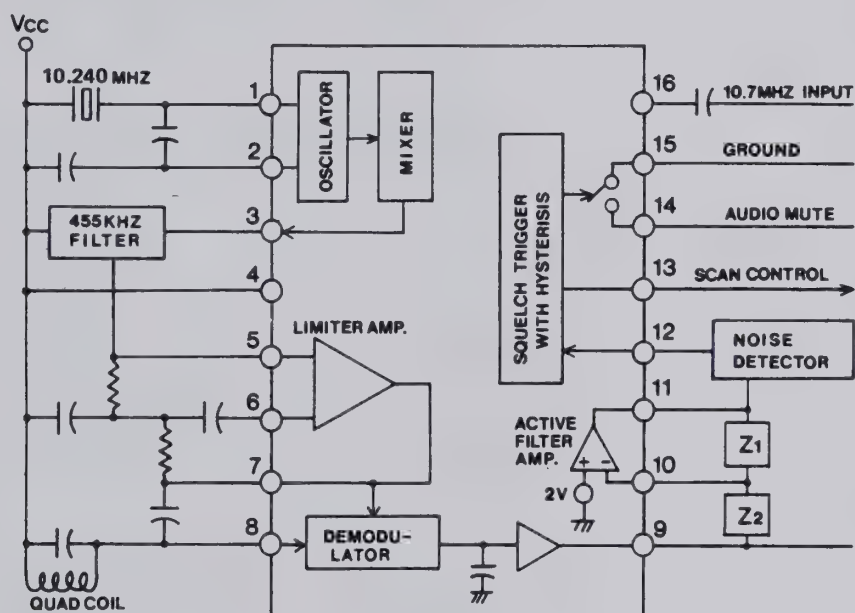 Vcc
10.240 MHZ
1
2
OSCILLATOR
MIXER
455KHZ
FILTER
3
4
5
LIMITER AMP.
6
7
8
DEMODU-
LATOR
QUAD COIL
SQUELCH TRIGGER
WITH HYSTERISIS
16
10.7MHZ INPUT
15
GROUND
14
AUDIO MUTE
13
SCAN CONTROL
12
NOISE
DETECTOR
11
ACTIVE
FILTER
AMP.
+ -
2V
Z1
10
Z2
9